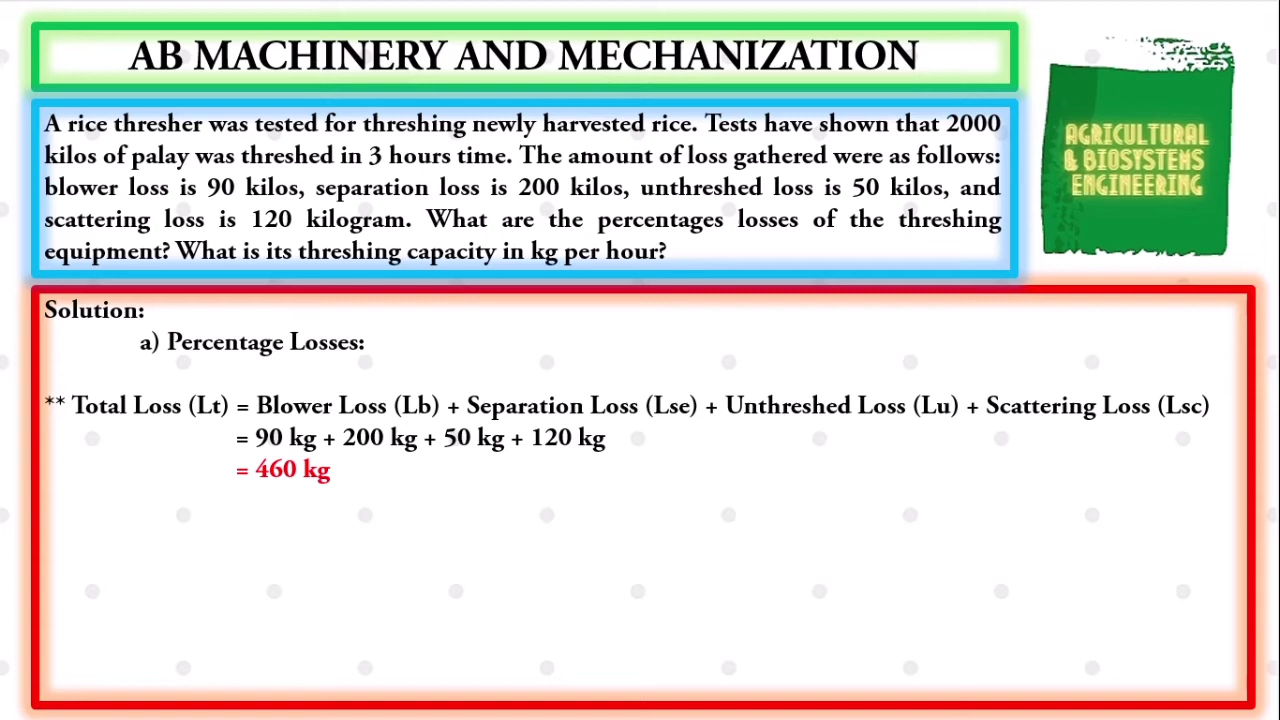 AB MACHINERY AND MECHANIZATION
A rice thresher was tested for threshing newly harvested rice. Tests have shown that 2000
kilos of palay was threshed in 3 hours time. The amount of loss gathered were as follows:
blower loss is 90 kilos, separation loss is 200 kilos, unthreshed loss is 50 kilos, and
scattering loss is 120 kilogram. What are the percentages losses of the threshing
equipment? What is its threshing capacity in kg per hour?
AGRICULTURAL
& BIOSYSTEMS
ENGINEERING
Solution:
a) Percentage Losses:
** Total Loss (Lt) = Blower Loss (Lb) + Separation Loss (Lse) + Unthreshed Loss (Lu) + Scattering Loss (Lsc)
= 90 kg + 200 kg + 50 kg + 120 kg
= 460 kg